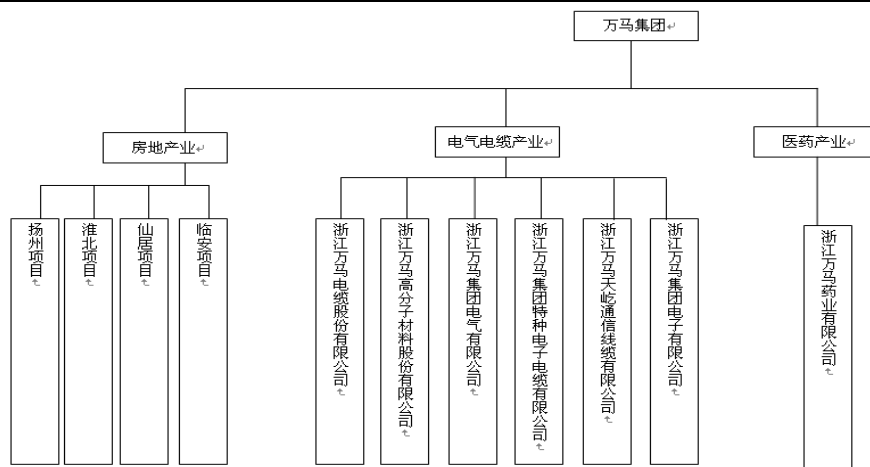 万马集团
房地产业
电气电缆产业
医药产业
扬州项目
淮北项目
仙居项目
临安项目
浙江万马电缆股份有限公司
浙江万马高分子材料股份有限公司
浙江万马集团电气有限公司
浙江万马集团特种电子电缆有限公司
浙江万马天屹通信线缆有限公司
浙江万马集团电子有限公司
浙江万马药业有限公司